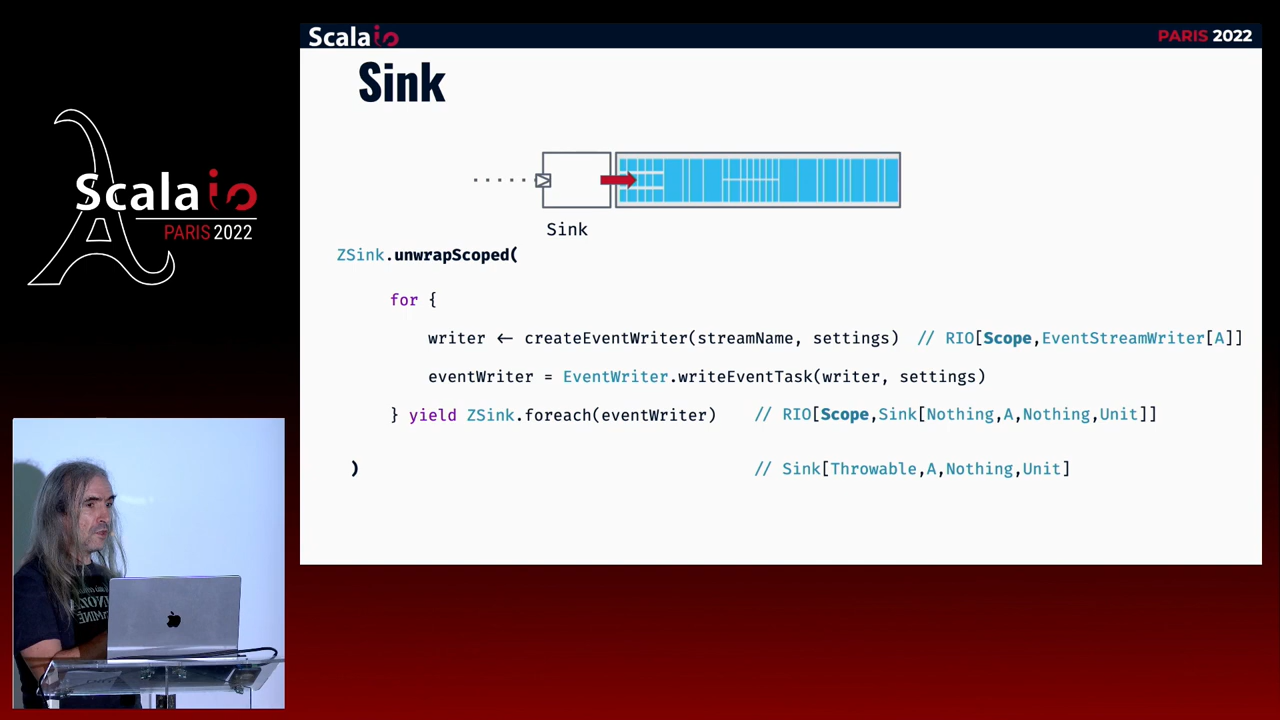 Scala io
PARIS 2022
Scala io
PARIS 2022
Sink
Sink
ZSink.unwrapScoped(
for {
writer <- createEventWriter(streamName, settings) // RIO[Scope,EventStreamWriter[A]]
eventWriter = EventWriter.writeEventTask(writer, settings)
} yield ZSink.foreach(eventWriter) // RIO[Scope,Sink[Nothing,A,Nothing,Unit]]
) // Sink[Throwable,A,Nothing,Unit]